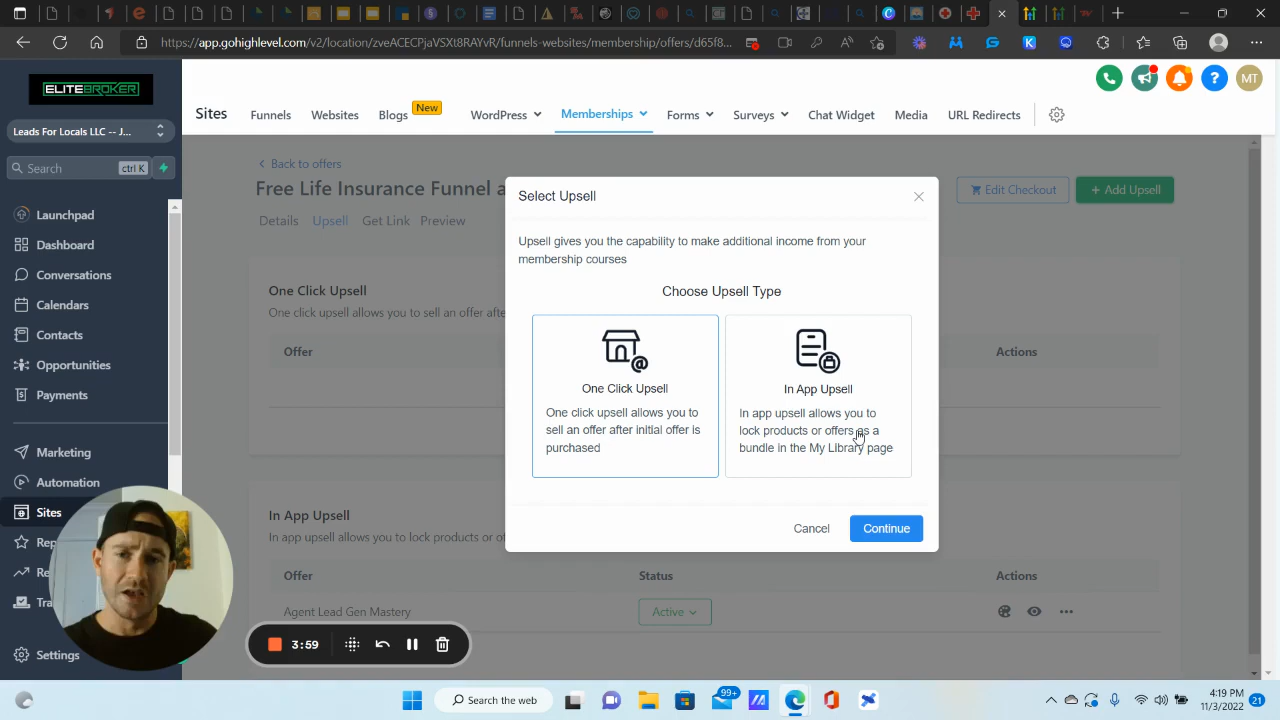 https://app.gohighlevel.com/v2/location/zveACECPjaVSXt8RAYvR/funnels-websites/membership/offers/d65f8...
ELITEBROKER
Leads For Locals LLC -- J...
Search ctrl K
Launchpad
Dashboard
Conversations
Calendars
Contacts
Opportunities
Payments
Marketing
Automation
Sites
Rep
Re
Tra
Settings
Sites
Funnels
Websites
Blogs New
WordPress
Memberships
Forms
Surveys
Chat Widget
Media
URL Redirects
MT
Back to offers
Free Life Insurance Funnel a
Edit Checkout
+ Add Upsell
Details
Upsell
Get Link
Preview
One Click Upsell
One click upsell allows you to sell an offer afte
Offer
Actions
In App Upsell
In app upsell allows you to lock products or of
Offer
Status
Actions
Agent Lead Gen Mastery
Active
Select Upsell
Upsell gives you the capability to make additional income from your
membership courses
Choose Upsell Type
One Click Upsell
One click upsell allows you to
sell an offer after initial offer is
purchased
In App Upsell
In app upsell allows you to
lock products or offers as a
bundle in the My Library page
Cancel
Continue
3:59
Search the web
99+
4:19 PM
11/3/2022
21